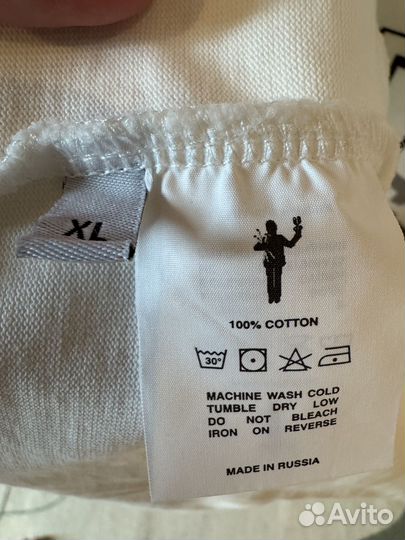 XL
100% COTTON
30°
MACHINE WASH COLD
TUMBLE DRY LOW
DO NOT BLEACH
IRON ON REVERSE
MADE IN RUSSIA
Avito